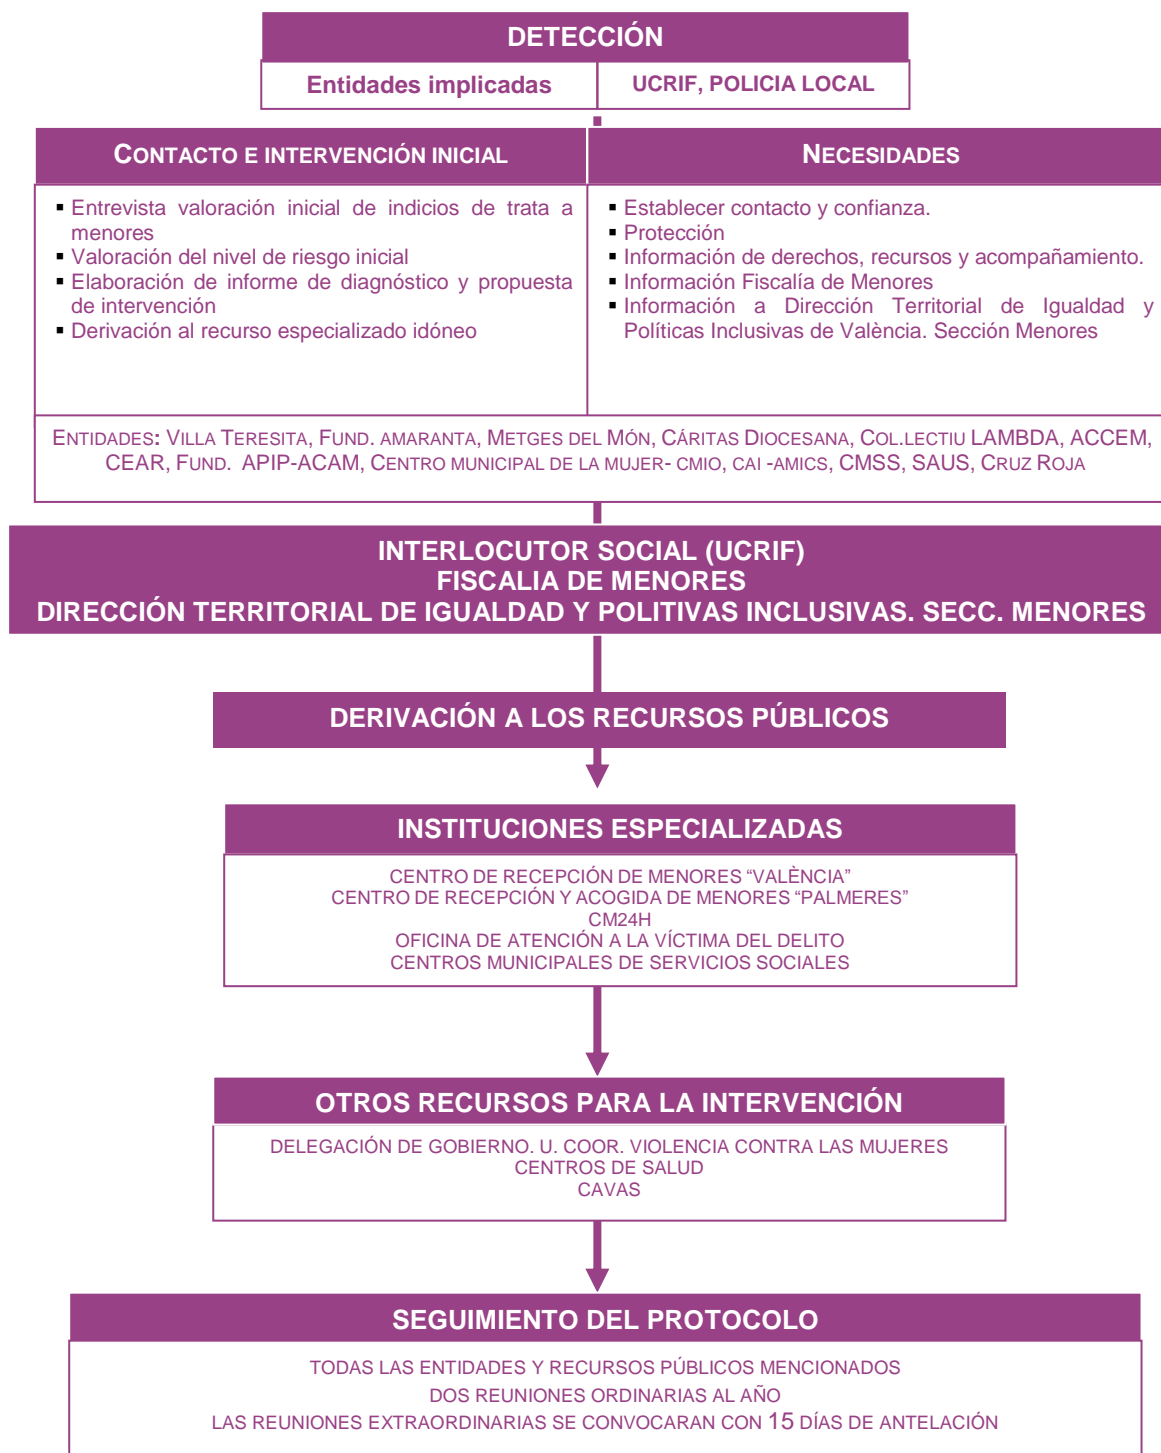 DETECCIÓN
Entidades implicadas
UCRIF, POLICIA LOCAL
CONTACTO E INTERVENCIÓN INICIAL
▪ Entrevista valoración inicial de indicios de trata a
menores
▪ Valoración del nivel de riesgo inicial
▪ Elaboración de informe de diagnóstico y propuesta
de intervención
▪ Derivación al recurso especializado idóneo
NECESIDADES
▪ Establecer contacto y confianza.
▪ Protección
▪ Información de derechos, recursos y acompañamiento.
▪ Información Fiscalía de Menores
▪ Información a Dirección Territorial de Igualdad y
Políticas Inclusivas de València. Sección Menores
ENTIDADES: VILLA TERESITA, FUND. AMARANTA, METGES DEL MÓN, CÁRITAS DIOCESANA, COL.LECTIU LAMBDA, ACCEM,
CEAR, FUND. APIP-ACAM, CENTRO MUNICIPAL DE LA MUJER- CMIO, CAI -AMICS, CMSS, SAUS, CRUZ ROJA
INTERLOCUTOR SOCIAL (UCRIF)
FISCALIA DE MENORES
DIRECCIÓN TERRITORIAL DE IGUALDAD Y POLITIVAS INCLUSIVAS. SECC. MENORES
DERIVACIÓN A LOS RECURSOS PÚBLICOS
INSTITUCIONES ESPECIALIZADAS
CENTRO DE RECEPCIÓN DE MENORES “VALÈNCIA”
CENTRO DE RECEPCIÓN Y ACOGIDA DE MENORES “PALMERES”
CM24H
OFICINA DE ATENCIÓN A LA VÍCTIMA DEL DELITO
CENTROS MUNICIPALES DE SERVICIOS SOCIALES
OTROS RECURSOS PARA LA INTERVENCIÓN
DELEGACIÓN DE GOBIERNO. U. COOR. VIOLENCIA CONTRA LAS MUJERES
CENTROS DE SALUD
CAVAS
SEGUIMIENTO DEL PROTOCOLO
TODAS LAS ENTIDADES Y RECURSOS PÚBLICOS MENCIONADOS
DOS REUNIONES ORDINARIAS AL AÑO
LAS REUNIONES EXTRAORDINARIAS SE CONVOCARAN CON 15 DÍAS DE ANTELACIÓN